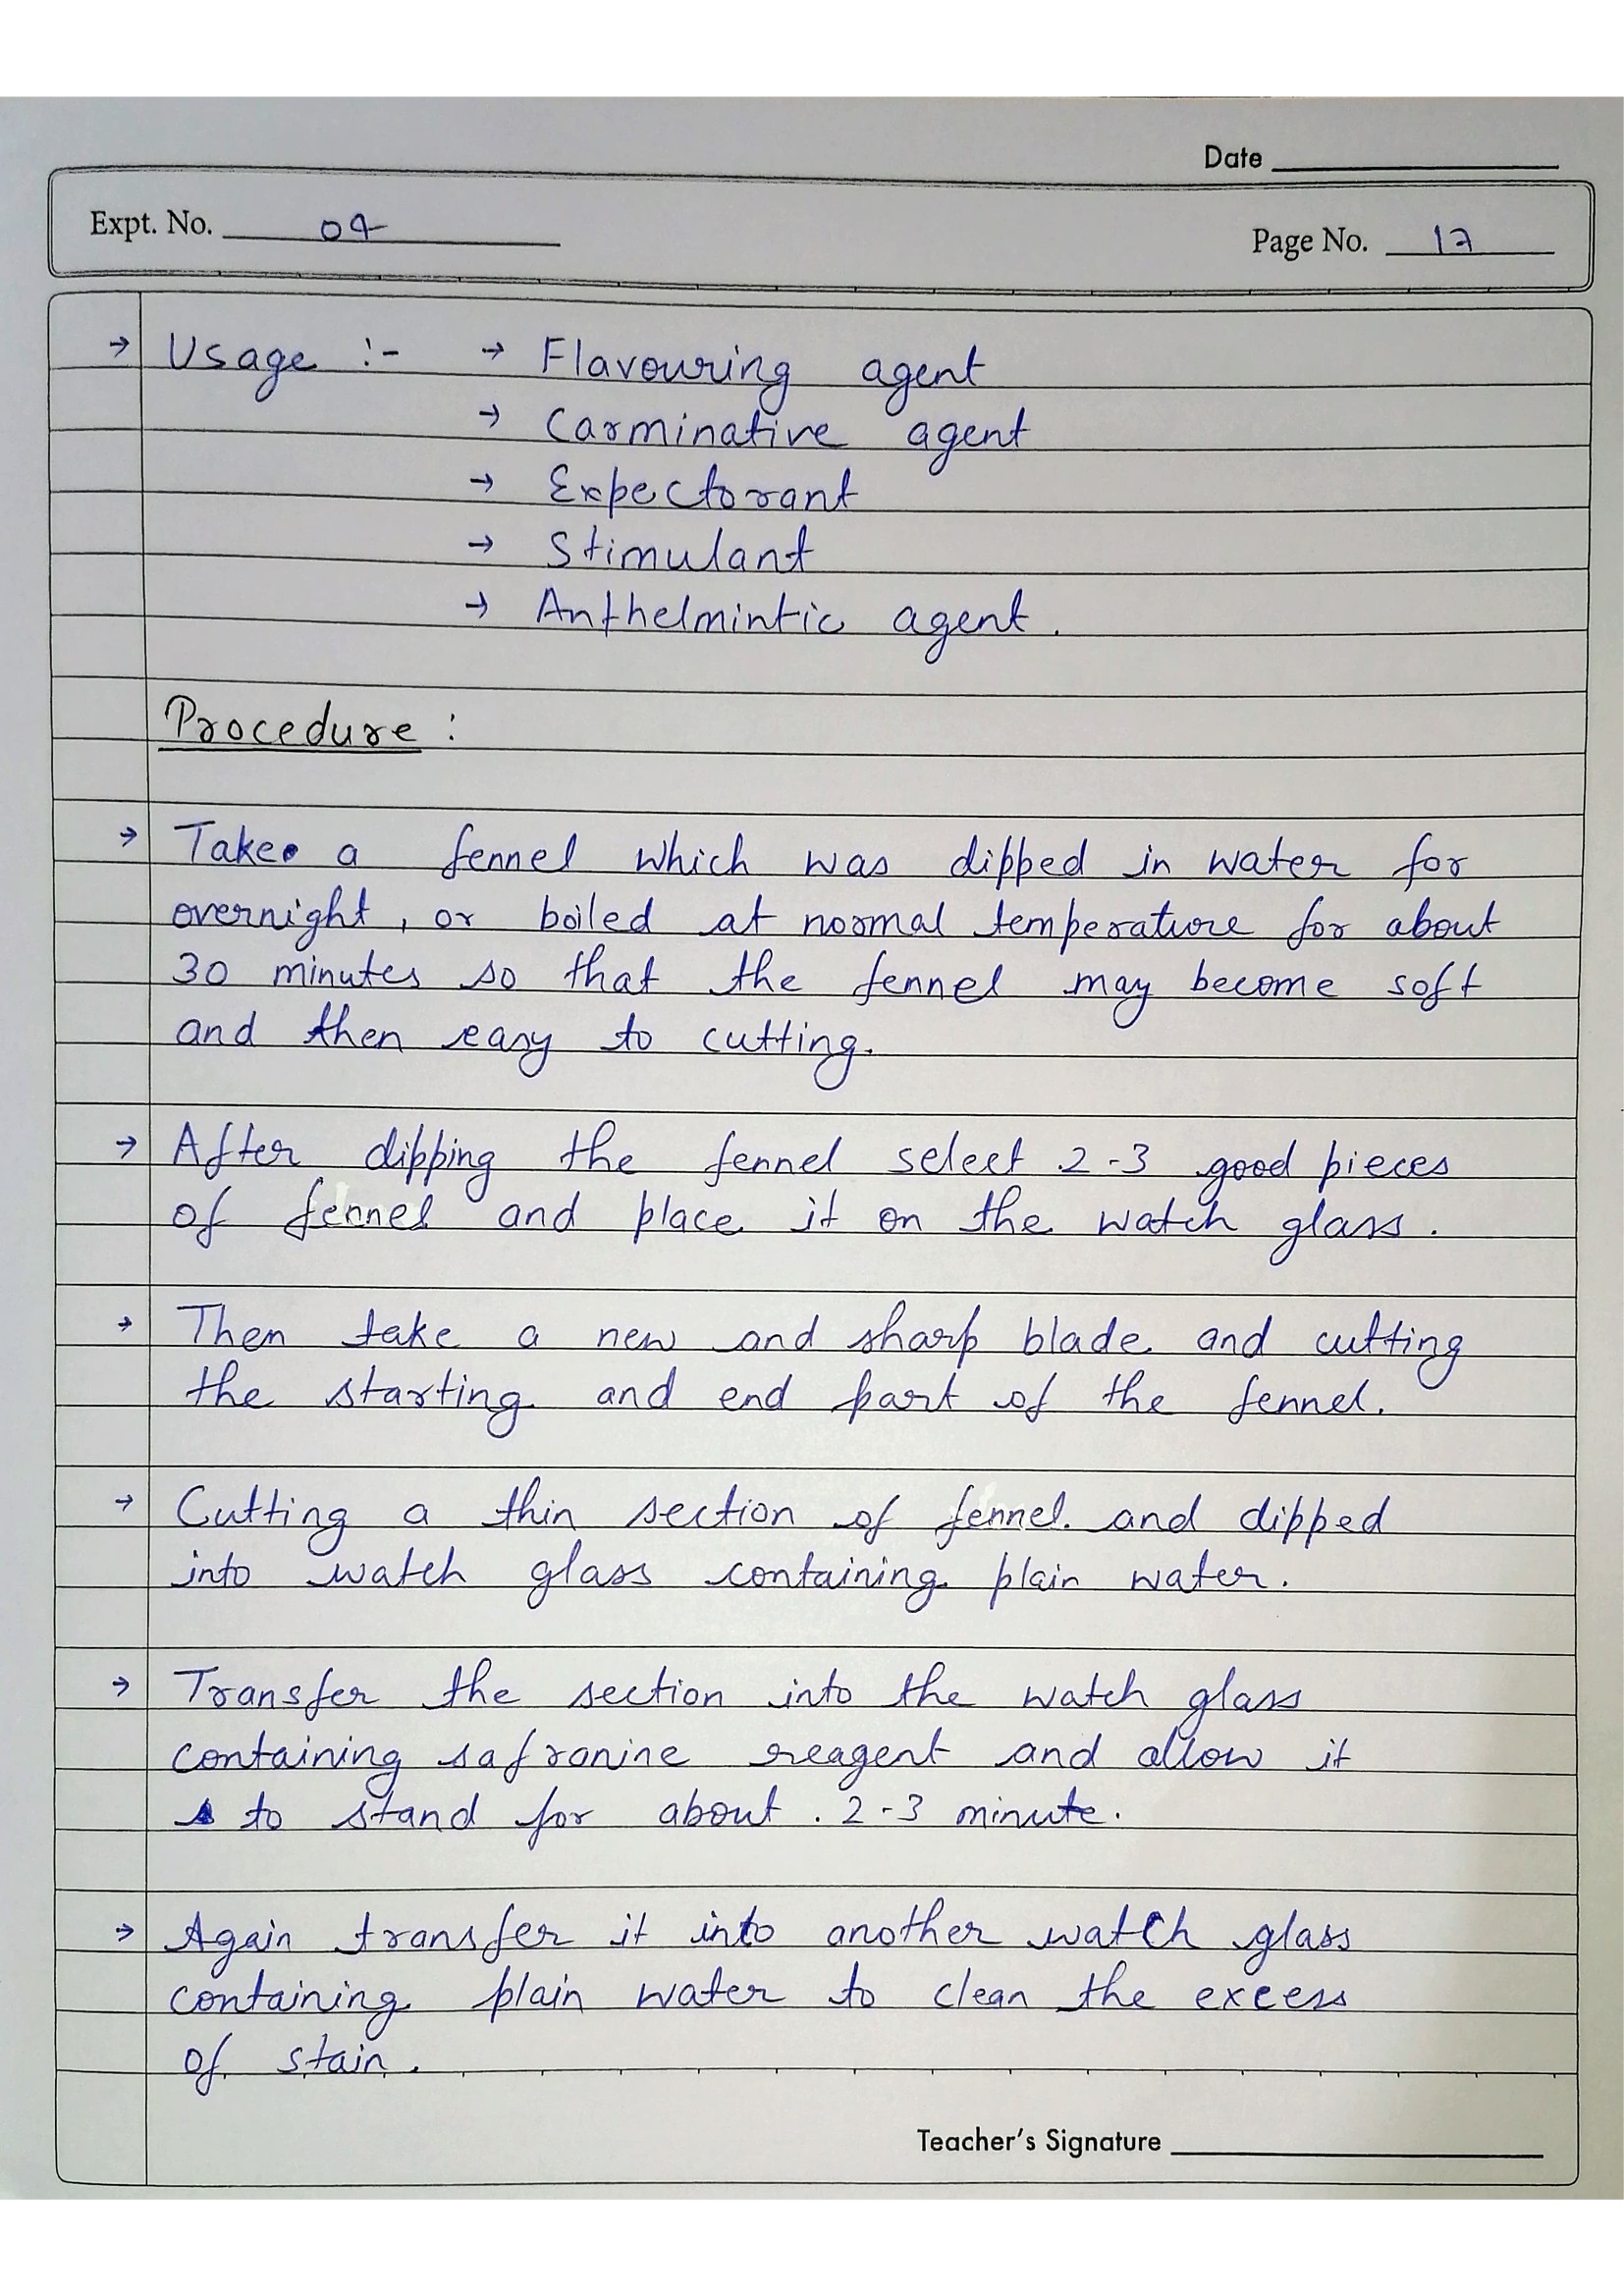 Date
Expt. No. 04
Page No. 17
→ Usage :- → Flavouring agent
→ Carminative agent
→ Expectorant
→ Stimulant
→ Anthelmintic agent.
Procedure :
→ Take a fennel which was dipped in water for
overnight, or boiled at normal temperature for about
30 minutes so that the fennel may become soft
and then easy to cutting.
→ After dipping the fennel select 2-3 good pieces
of fennel and place it on the watch glass.
→ Then take a new and sharp blade and cutting
the starting and end part of the fennel.
→ Cutting a thin section of fennel. and dipped
into watch glass containing plain water.
→ Transfer the section into the watch glass
containing safranine reagent and allow it
to stand for about . 2-3 minute.
→ Again transfer it into another watch glass
containing plain water to clean the excess
of stain.
Teacher's Signature